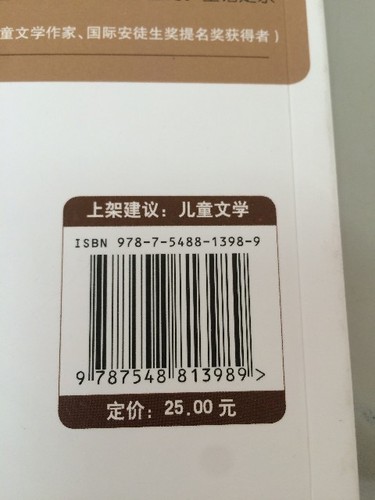 童文学作家、国际安徒生奖提名奖获得者）
上架建议：儿童文学
ISBN 978-7-5488-1398-9
9 787548 813989 >
定价：25.00 元